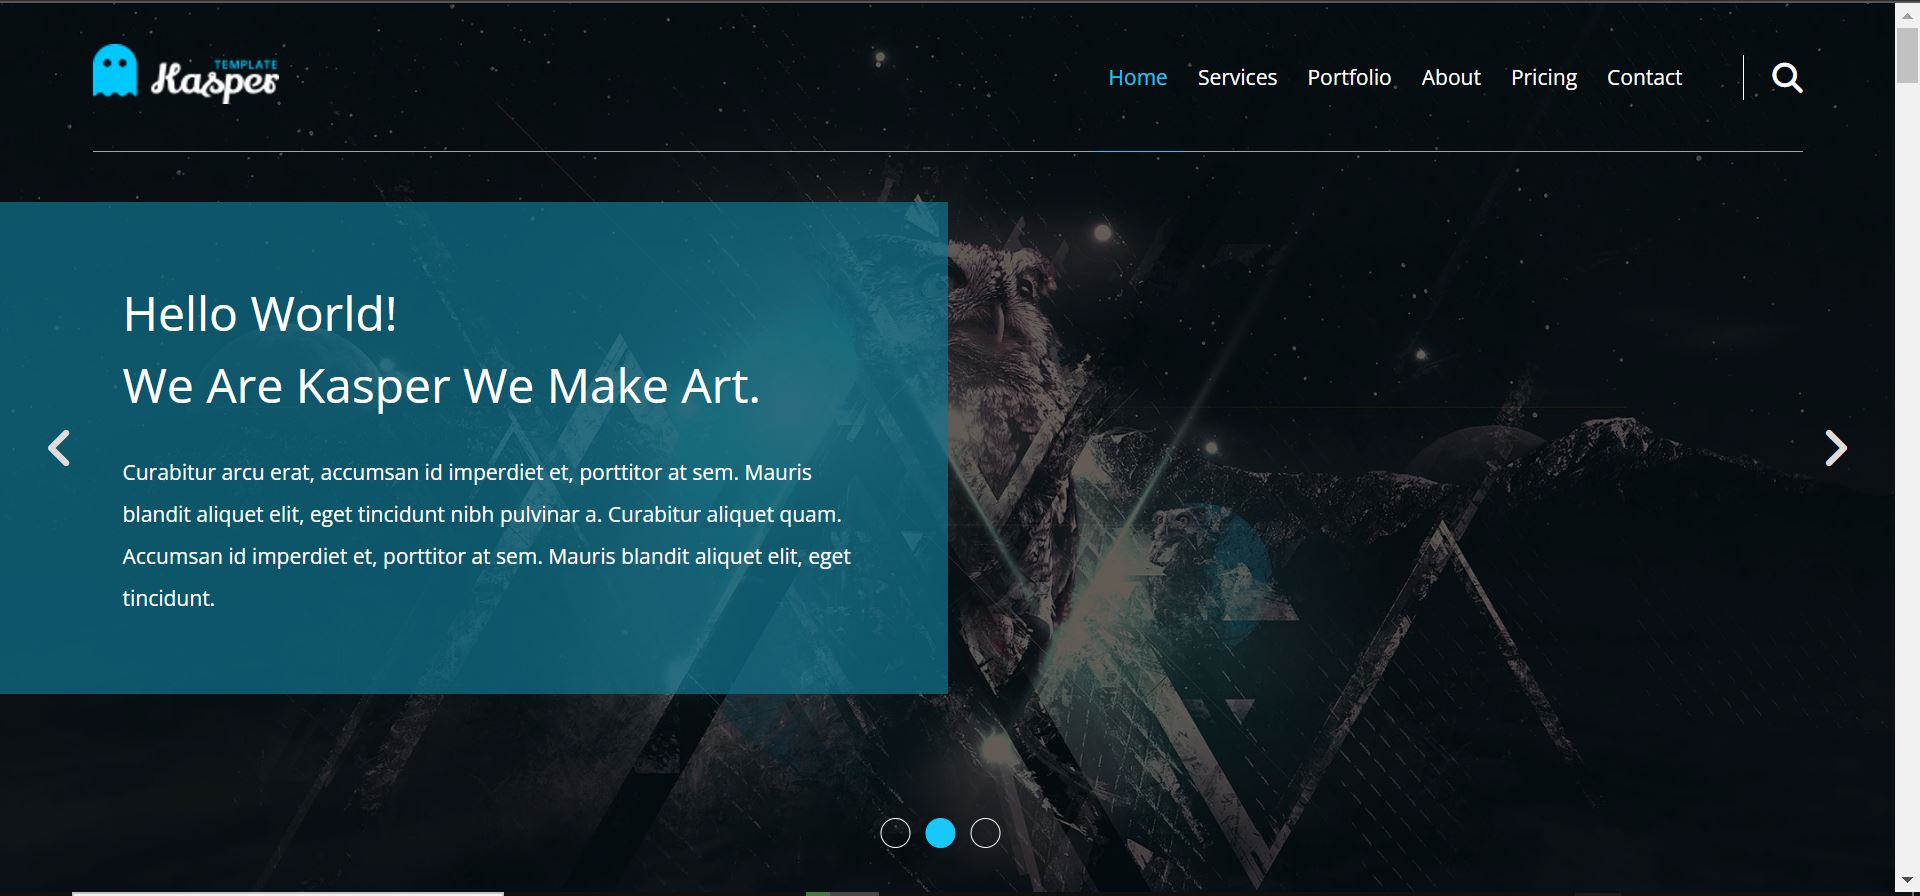 TEMPLATE
Kasper
Home Services Portfolio About Pricing Contact
Hello World!
We Are Kasper We Make Art.
Curabitur arcu erat, accumsan id imperdiet et, porttitor at sem. Mauris
blandit aliquet elit, eget tincidunt nibh pulvinar a. Curabitur aliquet quam.
Accumsan id imperdiet et, porttitor at sem. Mauris blandit aliquet elit, eget
tincidunt.